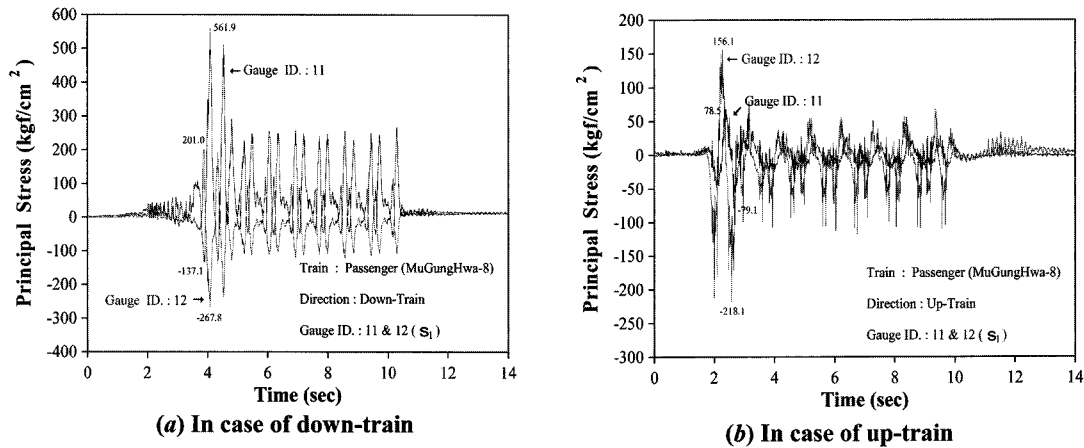 600
500
400
300
200
100
0
-100
-200
-300
-400
Principal Stress (kgf/cm 2)
561.9
← Gauge ID. : 11
201.0
-137.1
Gauge ID. : 12 →
-267.8
Train : Passenger (MuGungHwa-8)
Direction : Down-Train
Gauge ID. : 11 & 12 ( S1 )
0 2 4 6 8 10 12 14
Time (sec)
(a) In case of down-train
200
150
100
50
0
-50
-100
-150
-200
-250
-300
Principal Stress (kgf/cm 2)
156.1
← Gauge ID. : 12
78.5
Gauge ID. : 11
-79.1
-218.1
Train : Passenger (MuGungHwa-8)
Direction : Up-Train
Gauge ID. : 11 & 12 ( S1 )
0 2 4 6 8 10 12 14
Time (sec)
(b) In case of up-train